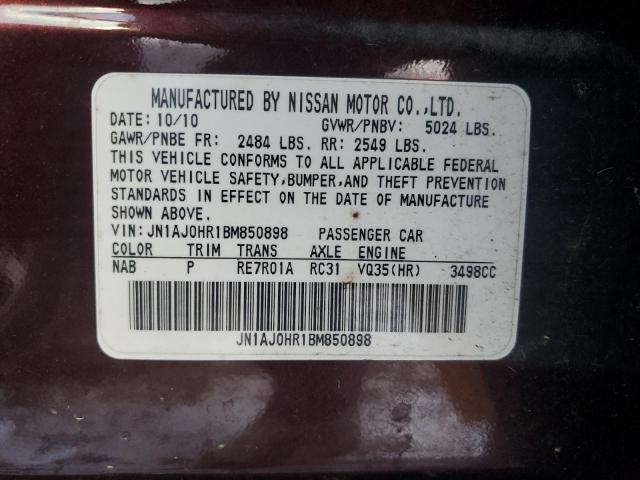 MANUFACTURED BY NISSAN MOTOR CO.,LTD.
DATE: 10/10 GVWR/PNBV: 5024 LBS.
GAWR/PNBE FR: 2484 LBS. RR: 2549 LBS.
THIS VEHICLE CONFORMS TO ALL APPLICABLE FEDERAL
MOTOR VEHICLE SAFETY,BUMPER,AND THEFT PREVENTION
STANDARDS IN EFFECT ON THE DATE OF MANUFACTURE
SHOWN ABOVE.
VIN:JN1AJ0HR1BM850898 PASSENGER CAR
COLOR TRIM TRANS AXLE ENGINE
NAB P RE7R01A RC31 VQ35(HR) 3498CC
JN1AJ0HR1BM850898